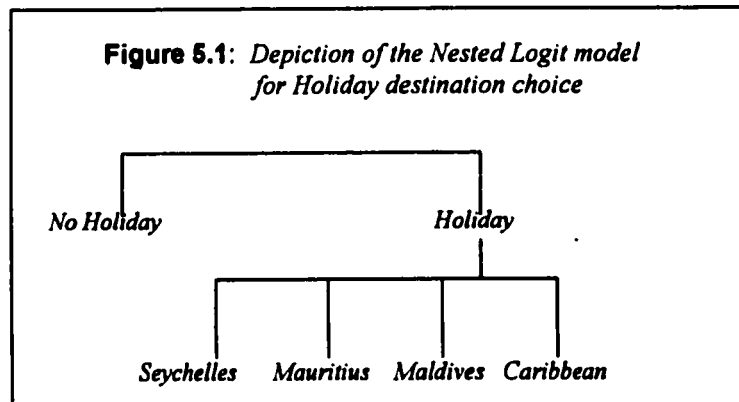 Figure 5.1: Depiction of the Nested Logit model
for Holiday destination choice
No Holiday Holiday
Seychelles Mauritius Maldives Caribbean